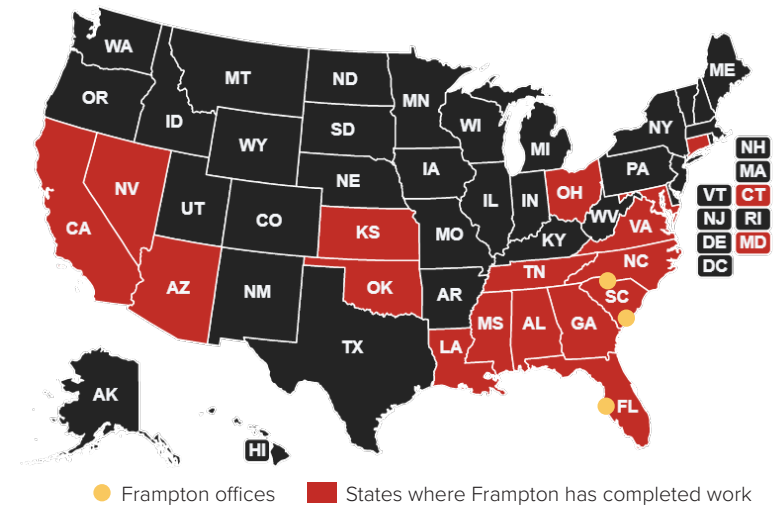 WA
MT
ND
MN
ME
OR
ID
SD
WI
MI
NY
WY
NH
IA
PA
MA
NE
NV
IL
IN
OH
VT
CT
UT
CO
WV
NJ
RI
CA
KS
MO
KY
VA
DE
MD
NC
DC
TN
AZ
NM
OK
AR
SC
MS
AL
GA
TX
LA
AK
FL
HI
Frampton offices
States where Frampton has completed work